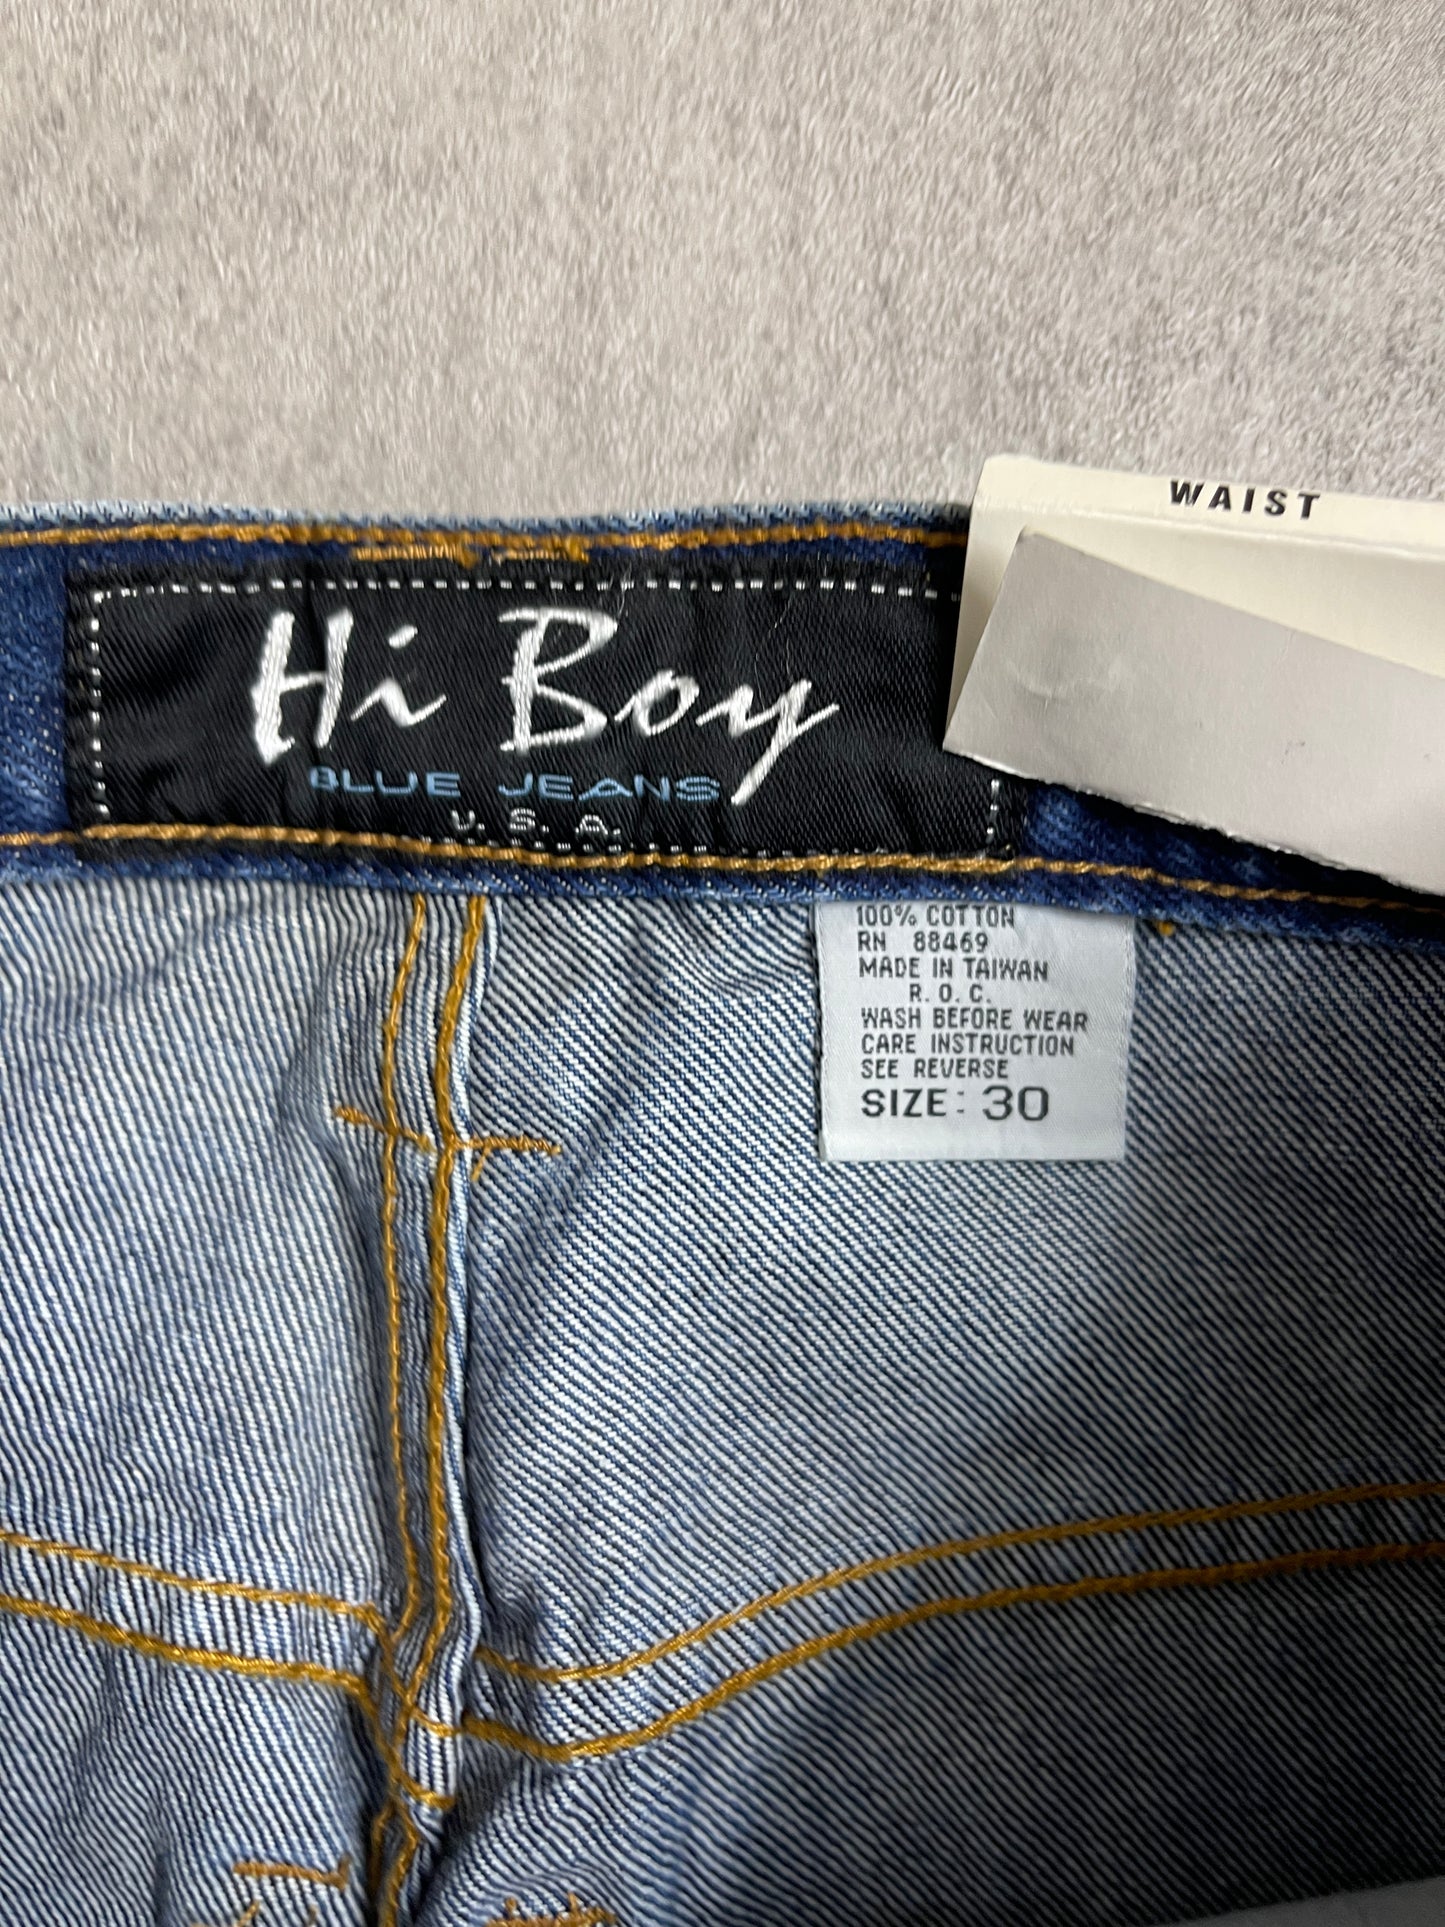 WAIST
Hi Boy
BLUE JEANS
U. S. A.
100% COTTON
RN 88469
MADE IN TAIWAN
R. O. C.
WASH BEFORE WEAR
CARE INSTRUCTION
SEE REVERSE
SIZE: 30